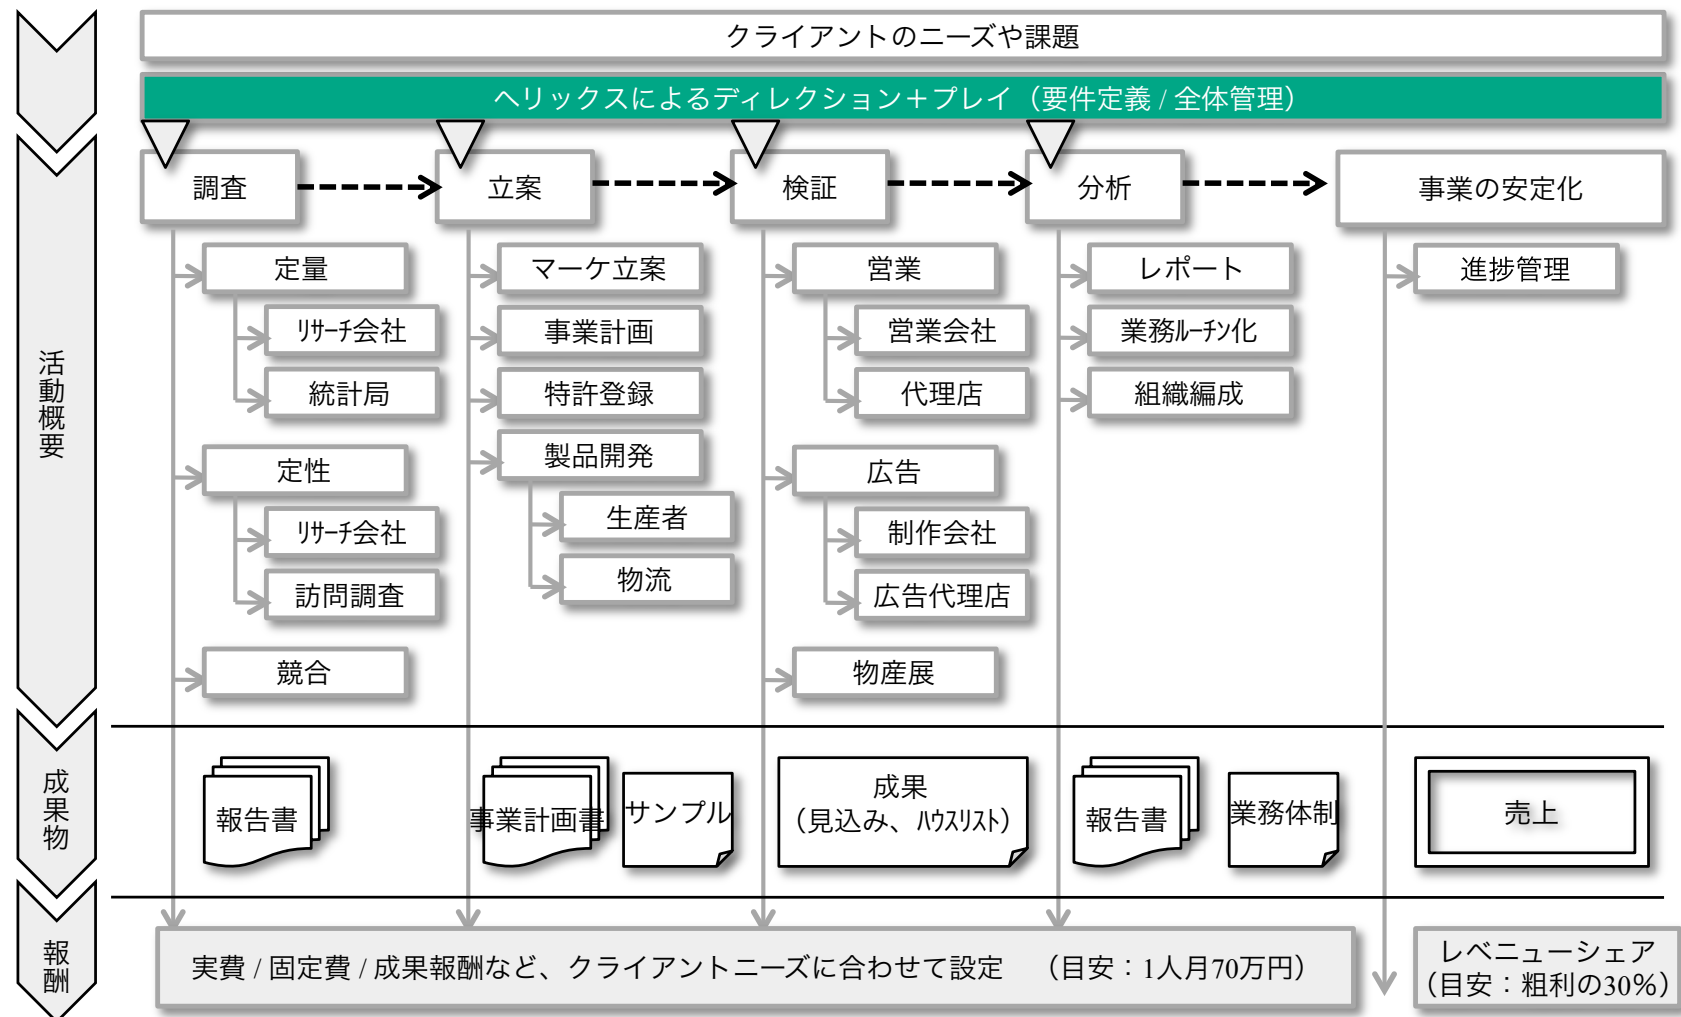 クライアントのニーズや課題
ヘリックスによるディレクション＋プレイ（要件定義 / 全体管理）
調査
立案
検証
分析
事業の安定化
活動概要
定量
リサーチ会社
統計局
定性
リサーチ会社
訪問調査
競合
マーケ立案
事業計画
特許登録
製品開発
生産者
物流
営業
営業会社
代理店
広告
制作会社
広告代理店
物産展
レポート
業務ルーチン化
組織編成
進捗管理
成果物
報告書
事業計画書
サンプル
成果
（見込み、ハウスリスト）
報告書
業務体制
売上
報酬
実費 / 固定費 / 成果報酬など、クライアントニーズに合わせて設定　（目安：1人月70万円）
レベニューシェア
（目安：粗利の30%）